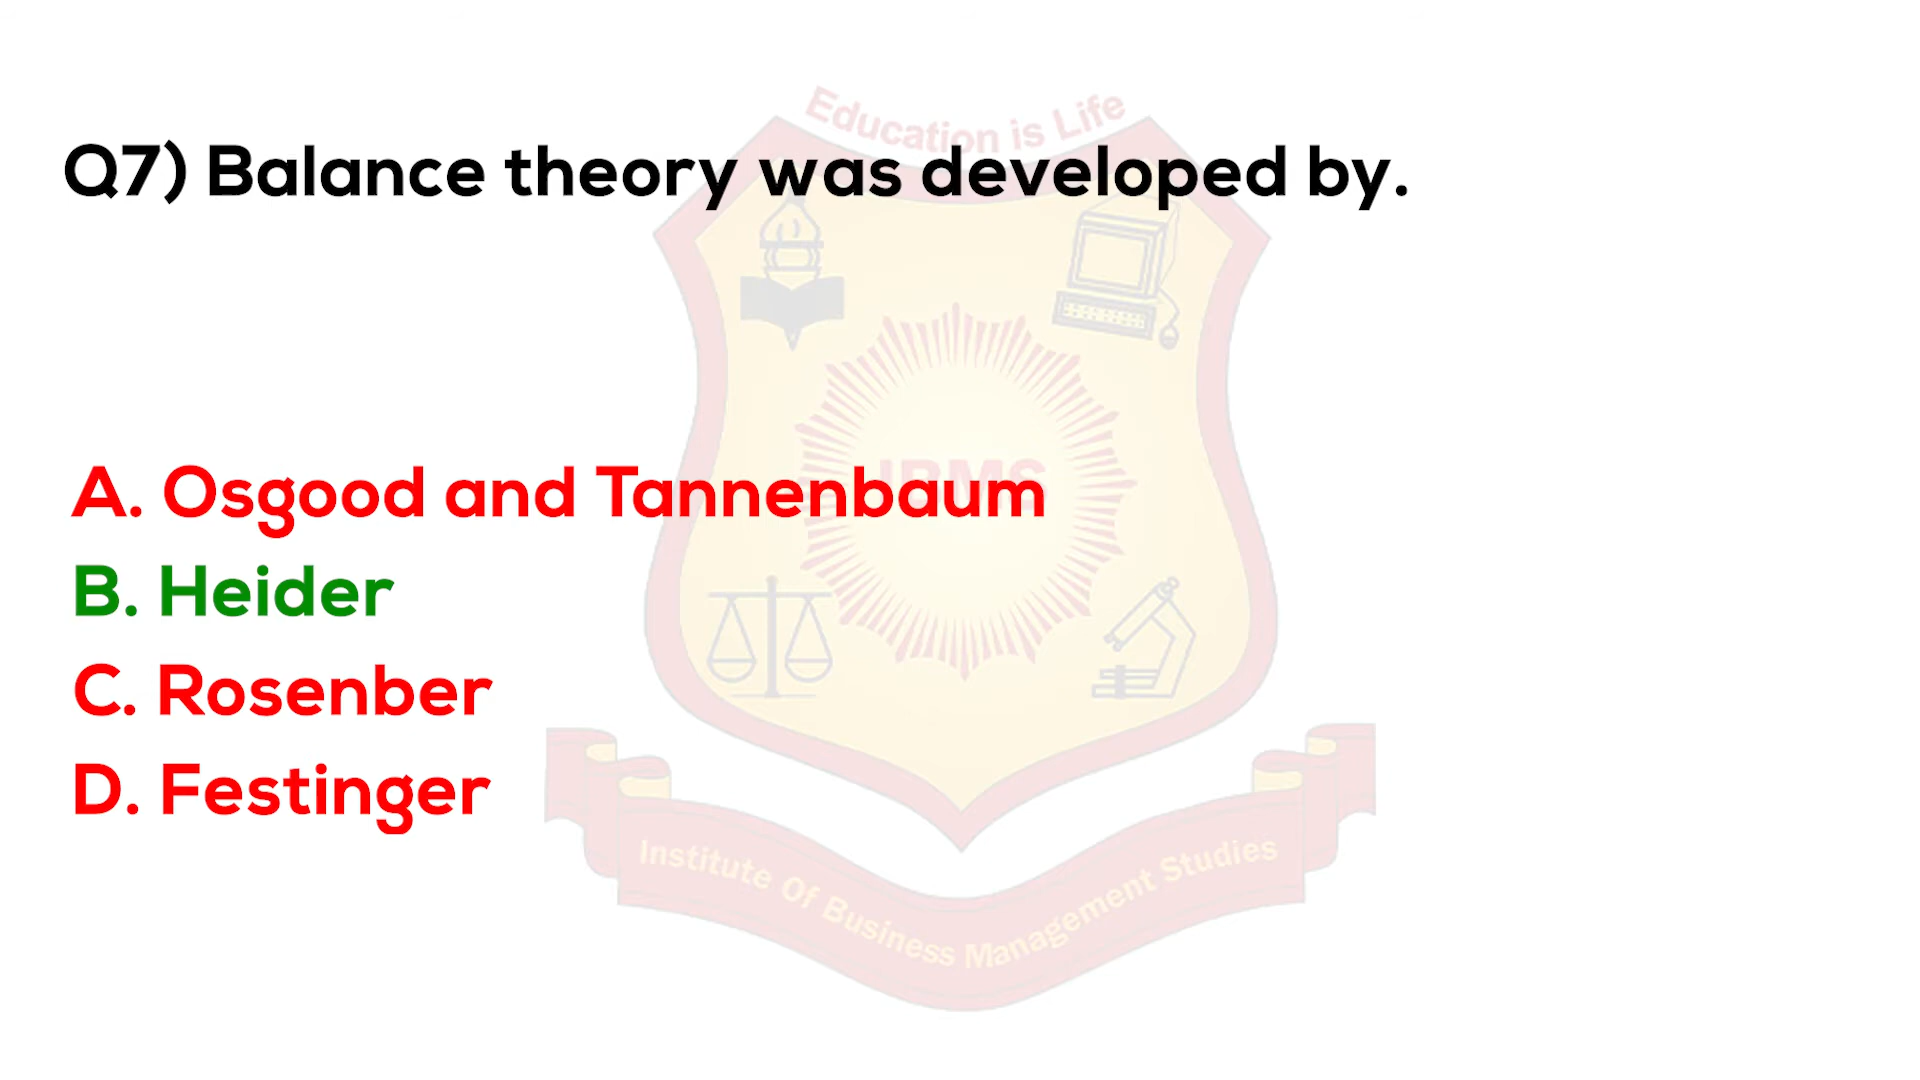 Education is Life
Q7) Balance theory was developed by.
IBMS
A. Osgood and Tannenbaum
B. Heider
C. Rosenber
D. Festinger
Institute Of Business Management Studies